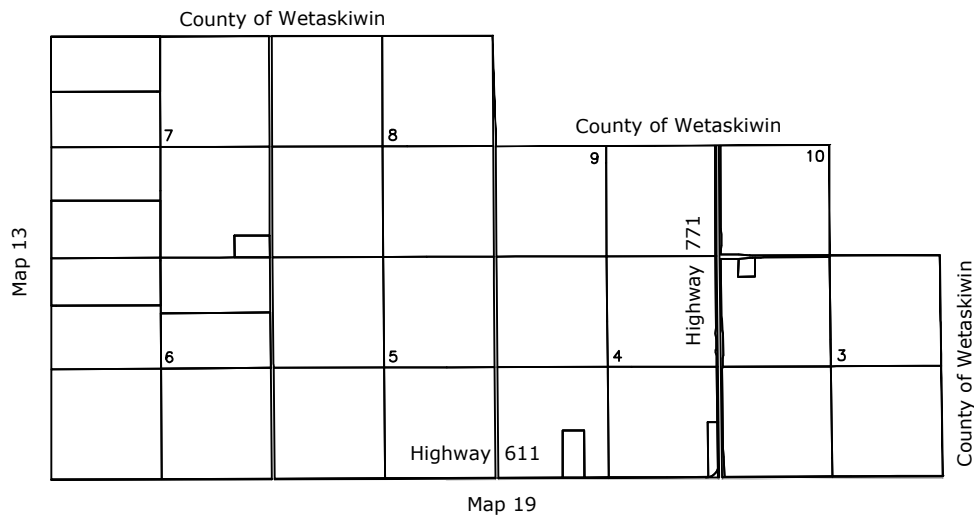 County of Wetaskiwin
County of Wetaskiwin
7
8
9
10
Map 13
Highway 771
County of Wetaskiwin
6
5
4
3
Highway 611
Map 19